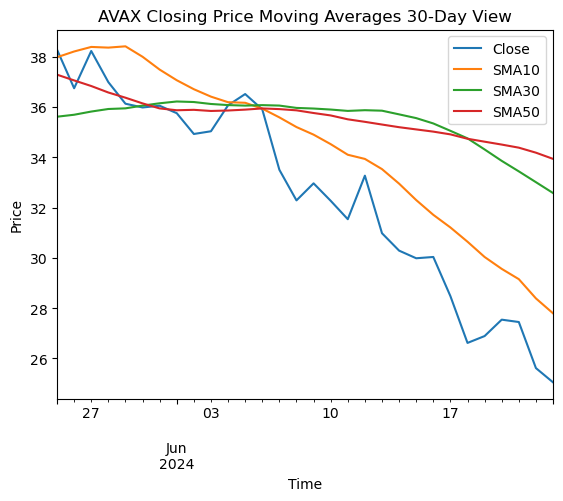 AVAX Closing Price Moving Averages 30-Day View
Close
SMA10
SMA30
SMA50
Price
38
36
34
32
30
28
26
27 03 10 17
Jun
2024
Time